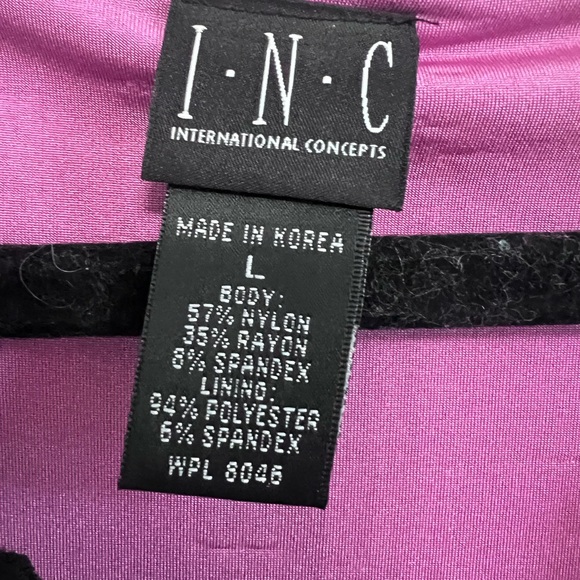 I·N·C
INTERNATIONAL CONCEPTS
MADE IN KOREA
L
BODY:
57% NYLON
35% RAYON
8% SPANDEX
LINING:
94% POLYESTER
6% SPANDEX
WPL 8046